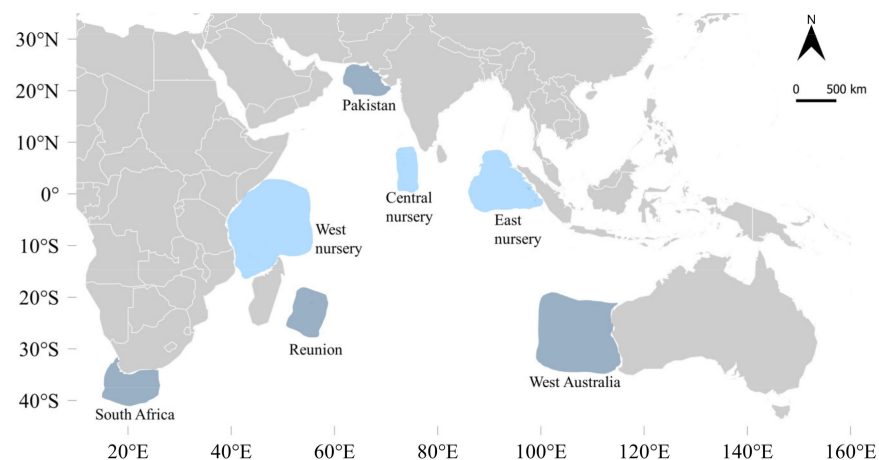 30°N
N
0 500 km
20°N
Pakistan
10°N
0°
Central
nursery
East
nursery
West
nursery
10°S
20°S
30°S
Reunion
West Australia
40°S
South Africa
20°E 40°E 60°E 80°E 100°E 120°E 140°E 160°E